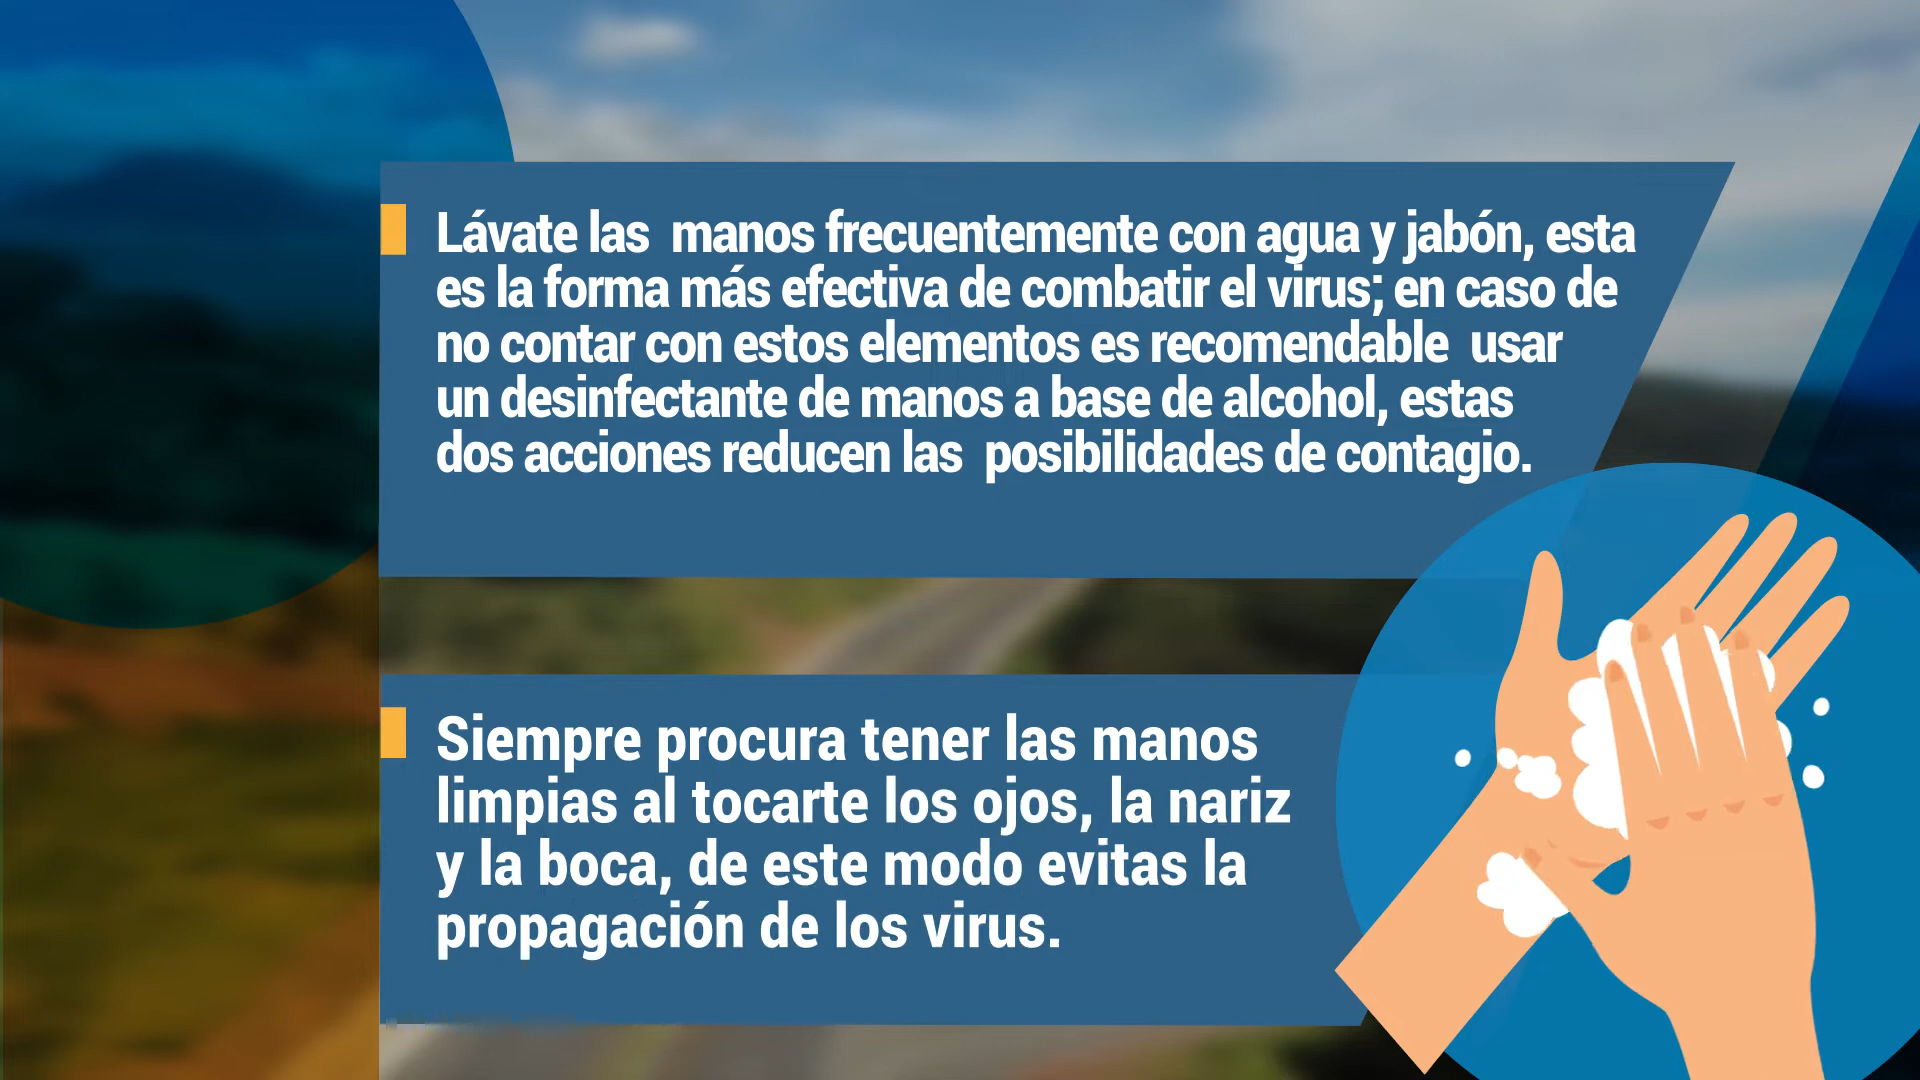 Lávate las  manos frecuentemente con agua y jabón, esta
es la forma más efectiva de combatir el virus; en caso de
no contar con estos elementos es recomendable  usar
un desinfectante de manos a base de alcohol, estas
dos acciones reducen las  posibilidades de contagio.
Siempre procura tener las manos
limpias al tocarte los ojos, la nariz
y la boca, de este modo evitas la
propagación de los virus.